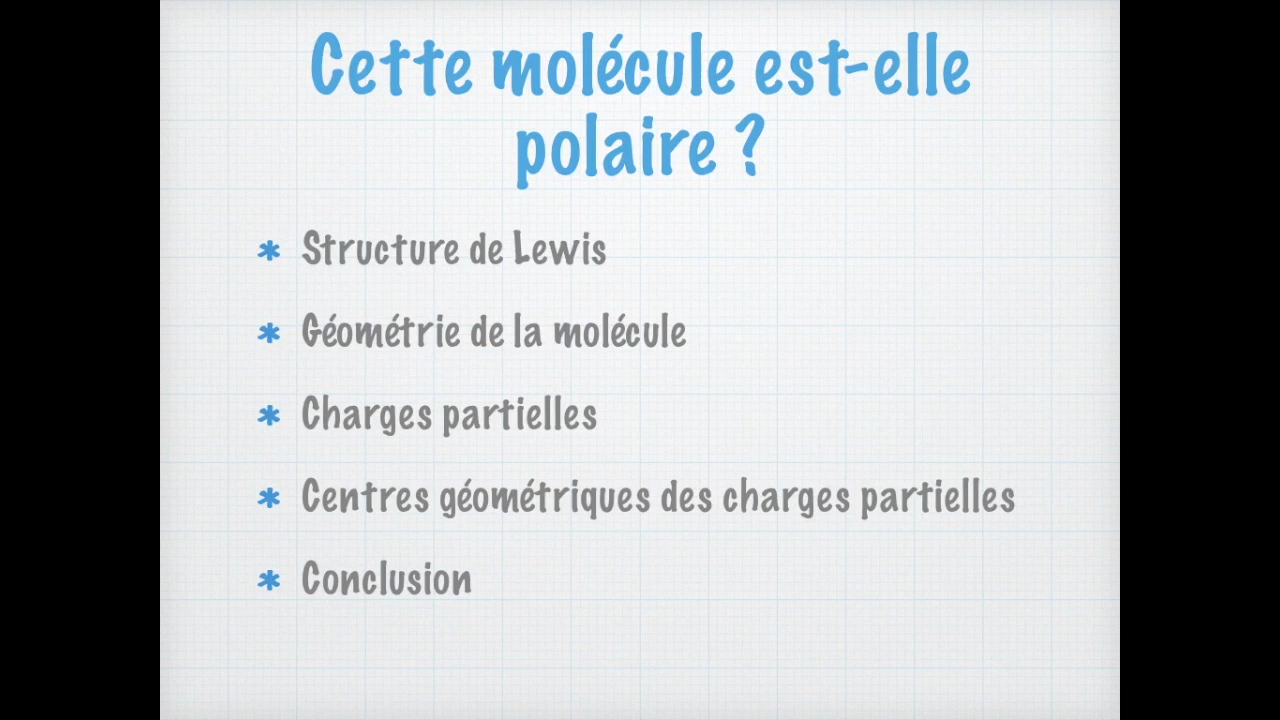 Cette molécule est-elle
polaire ?
* Structure de Lewis
* Géométrie de la molécule
* Charges partielles
* Centres géométriques des charges partielles
* Conclusion